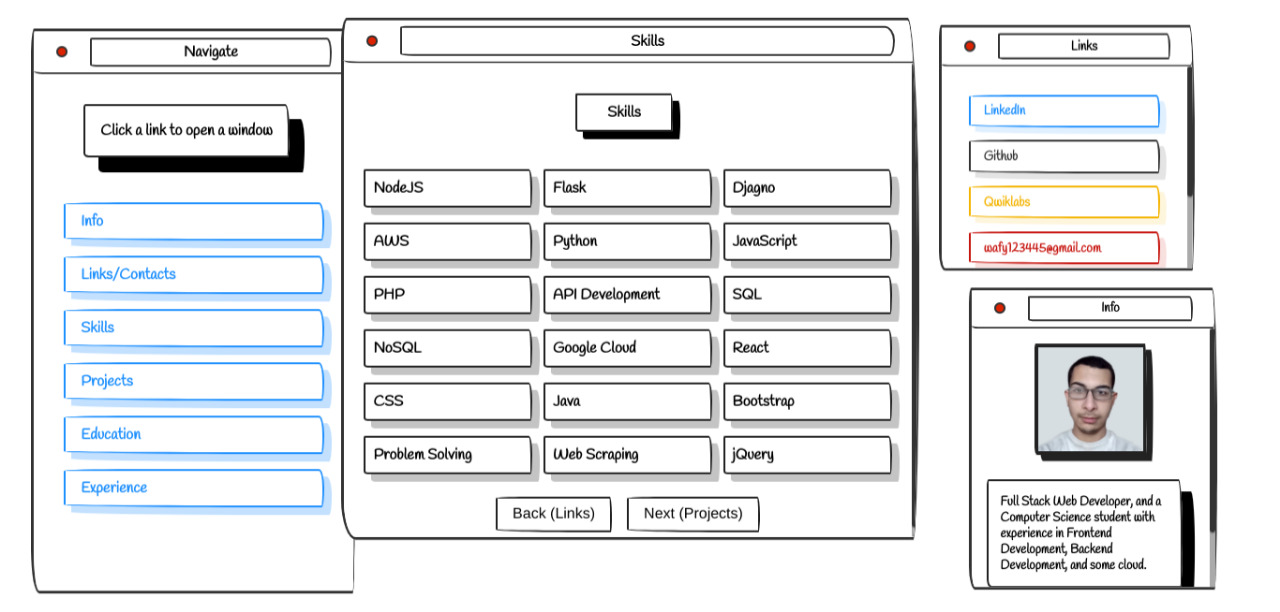 Navigate
Click a link to open a window
Info
Links/Contacts
Skills
Projects
Education
Experience
Skills
Skills
NodeJS Flask Djagno
AWS Python JavaScript
PHP API Development SQL
NoSQL Google Cloud React
CSS Java Bootstrap
Problem Solving Web Scraping jQuery
Back (Links) Next (Projects)
Links
LinkedIn
Github
Qwiklabs
wafy123445@gmail.com
Info
Full Stack Web Developer, and a
Computer Science student with
experience in Frontend
Development, Backend
Development, and some cloud.